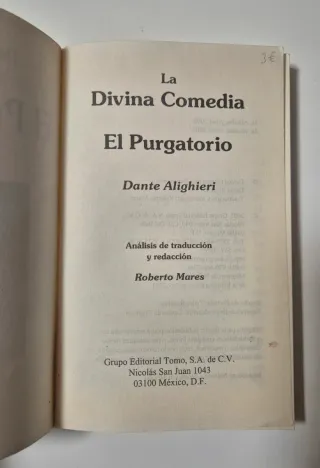 3€
La
Divina Comedia
El Purgatorio
Dante Alighieri
Análisis de traducción
y redacción
Roberto Mares
Grupo Editorial Tomo, S.A. de C.V.
Nicolás San Juan 1043
03100 México, D.F.